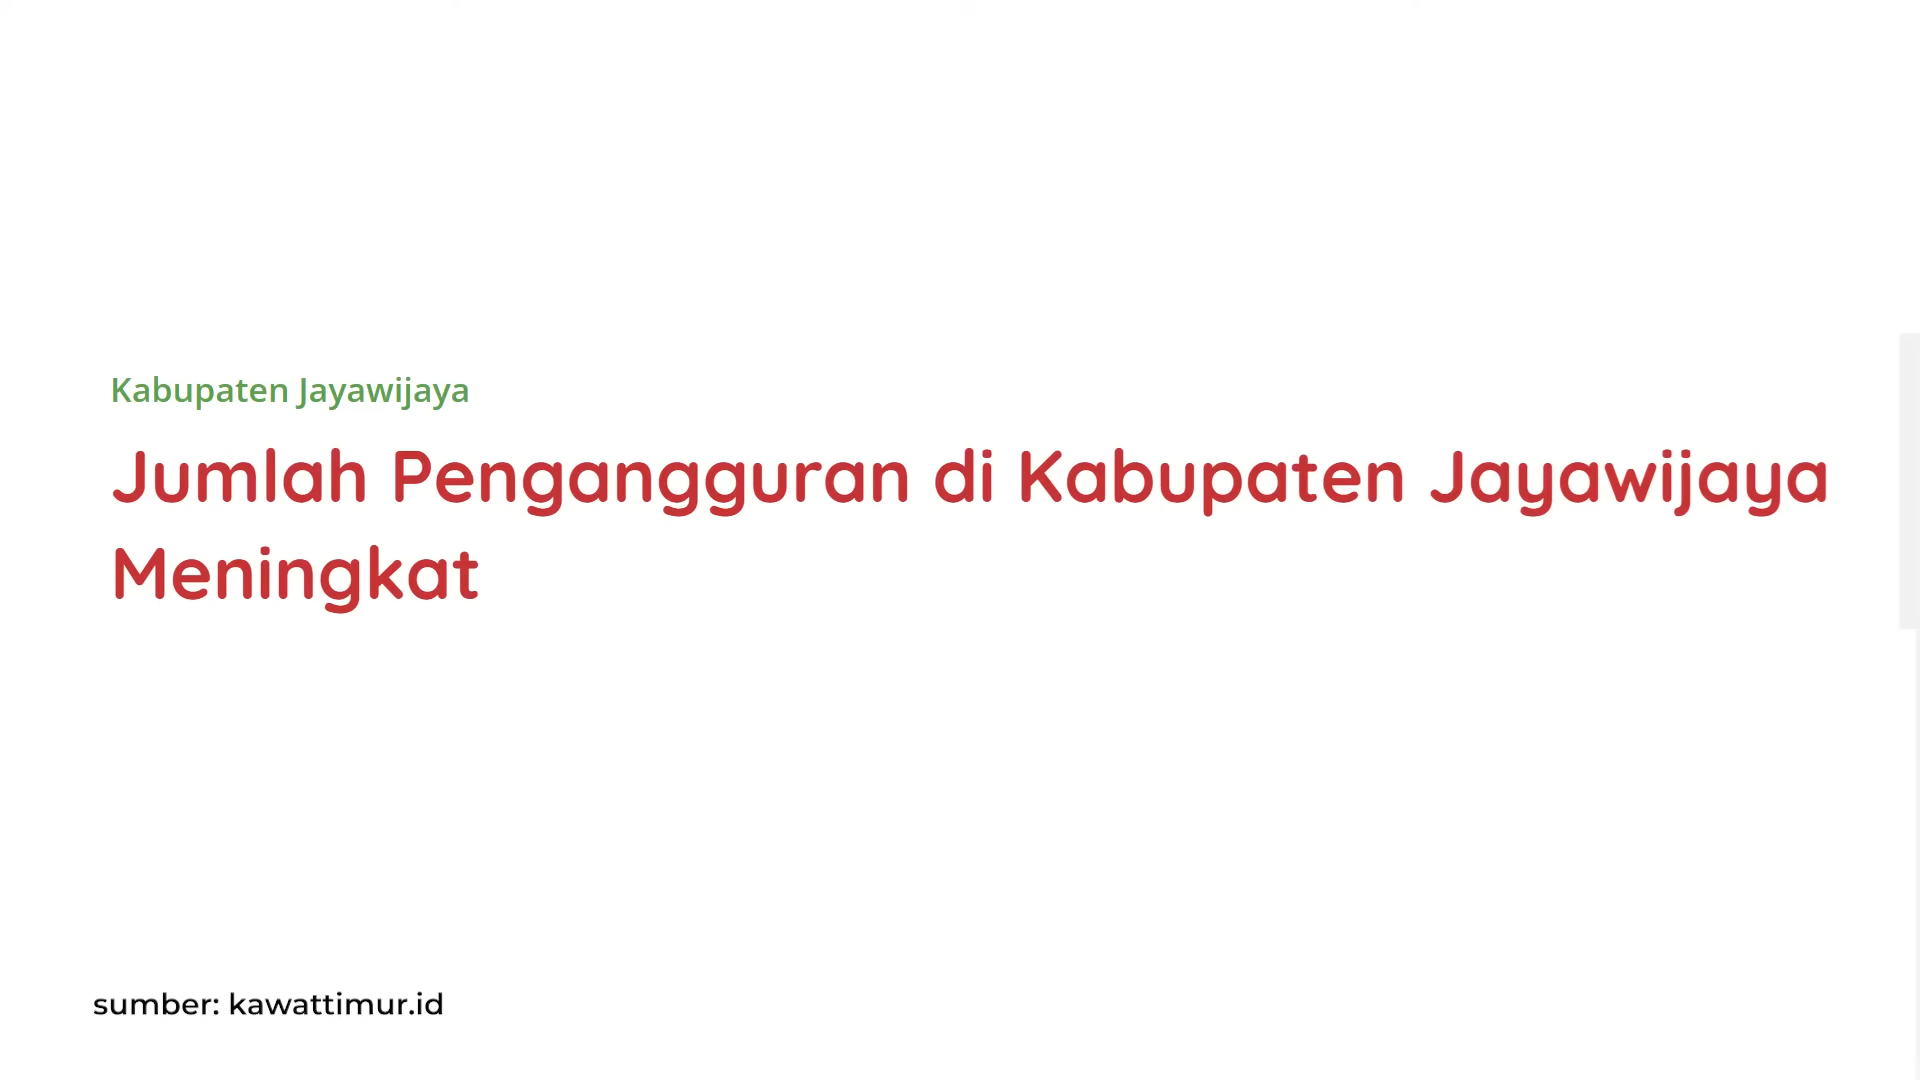 Kabupaten Jayawijaya
Jumlah Pengangguran di Kabupaten Jayawijaya
Meningkat
sumber: kawattimur.id